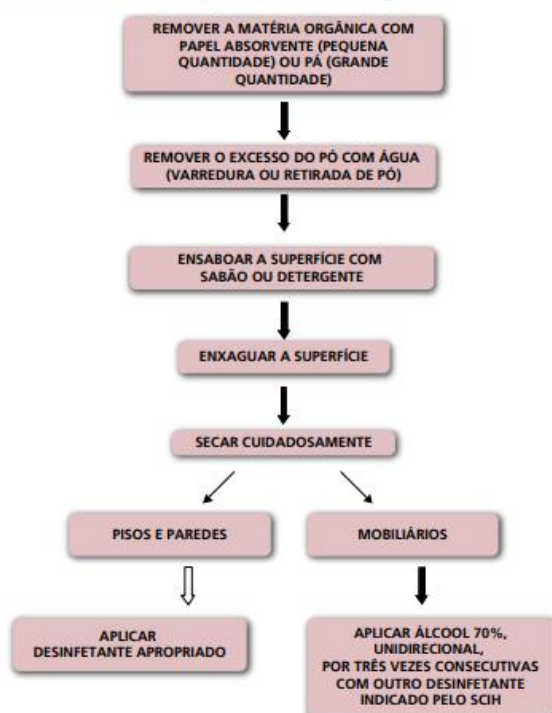 REMOVER A MATÉRIA ORGÂNICA COM
PAPEL ABSORVENTE (PEQUENA
QUANTIDADE) OU PÁ (GRANDE
QUANTIDADE)
REMOVER O EXCESSO DO PÓ COM ÁGUA
(VARREDURA OU RETIRADA DE PÓ)
ENSABOAR A SUPERFÍCIE COM
SABÃO OU DETERGENTE
ENXAGUAR A SUPERFÍCIE
SECAR CUIDADOSAMENTE
PISOS E PAREDES
MOBILIÁRIOS
APLICAR
DESINFETANTE APROPRIADO
APLICAR ÁLCOOL 70%,
UNIDIRECIONAL,
POR TRÊS VEZES CONSECUTIVAS
COM OUTRO DESINFETANTE
INDICADO PELO SCIH